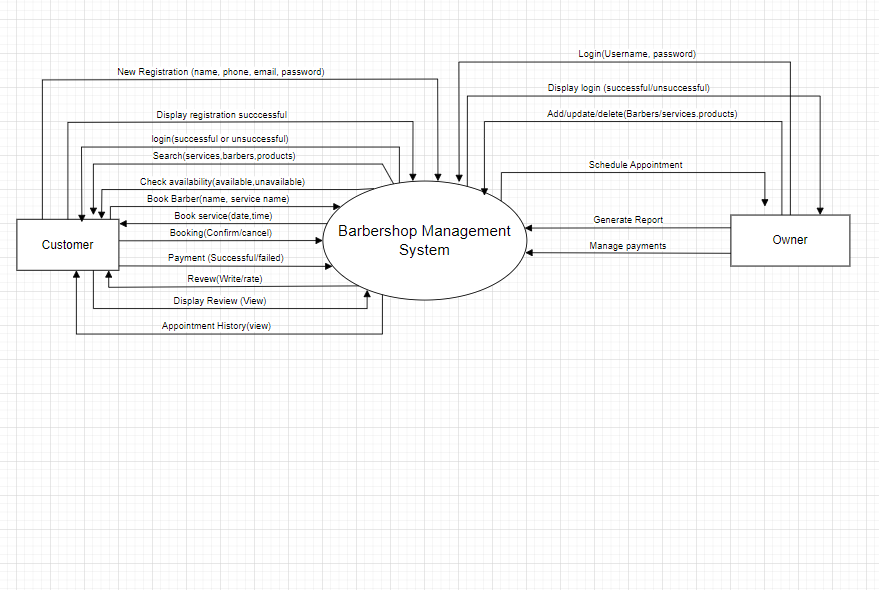 Login(Username, password)
New Registration (name, phone, email, password)
Display login (successful/unsuccessful)
Display registration succcessful
Add/update/delete(Barbers/services.products)
login(successful or unsuccessful)
Search(services,barbers,products)
Schedule Appointment
Check availability(available,unavailable)
Book Barber(name, service name)
Book service(date,time)
Generate Report
Booking(Confirm/cancel)
Barbershop Management
System
Customer
Owner
Manage payments
Payment (Successful/failed)
Revew(Write/rate)
Display Review (View)
Appointment History(view)